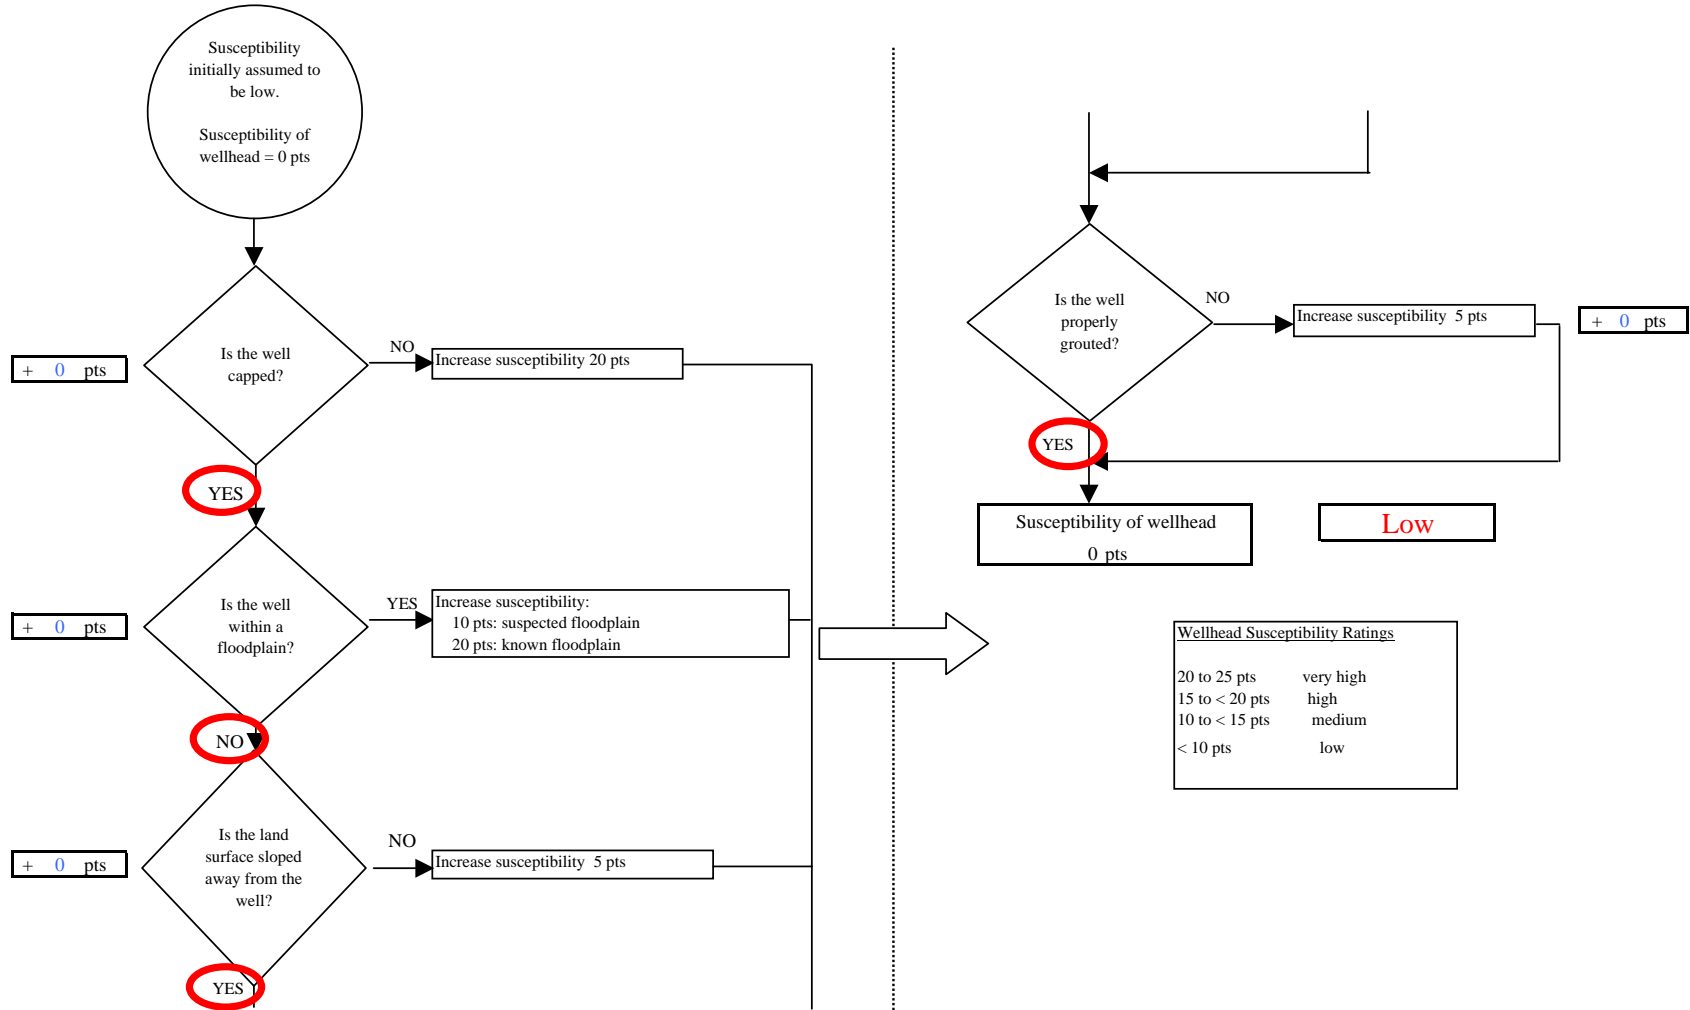 Susceptibility
initially assumed to
be low.
Susceptibility of
wellhead = 0 pts
Is the well
capped?
NO
Increase susceptibility 20 pts
+ 0 pts
YES
Is the well
within a
floodplain?
YES
Increase susceptibility:
10 pts: suspected floodplain
20 pts: known floodplain
+ 0 pts
NO
Is the land
surface sloped
away from the
well?
NO
Increase susceptibility 5 pts
+ 0 pts
YES
Is the well
properly
grouted?
NO
Increase susceptibility 5 pts
+ 0 pts
YES
Susceptibility of wellhead
0 pts
Low
Wellhead Susceptibility Ratings
20 to 25 pts very high
15 to < 20 pts high
10 to < 15 pts medium
< 10 pts low